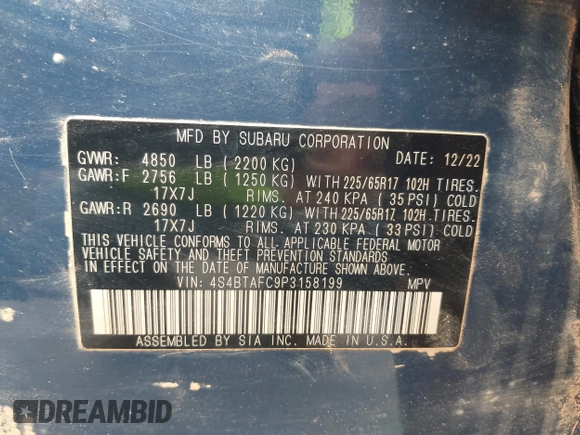 MFD BY SUBARU CORPORATION
GVWR: 4850 LB (2200 KG) DATE: 12/22
GAWR:F 2756 LB (1250 KG) WITH 225/65R17 102H TIRES.
17X7J RIMS. AT 240 KPA (35 PSI) COLD
GAWR:R 2690 LB (1220 KG) WITH 225/65R17 102H TIRES.
17X7J RIMS. AT 230 KPA (33 PSI) COLD
THIS VEHICLE CONFORMS TO ALL APPLICABLE FEDERAL MOTOR
VEHICLE SAFETY AND THEFT PREVENTION STANDARDS IN EFFECT
ON THE DATE OF MANUFACTURE SHOWN ABOVE.
VIN: 4S4BTAFC9P3158199 MPV
ASSEMBLED BY SIA INC. MADE IN U.S.A.
DREAMBID